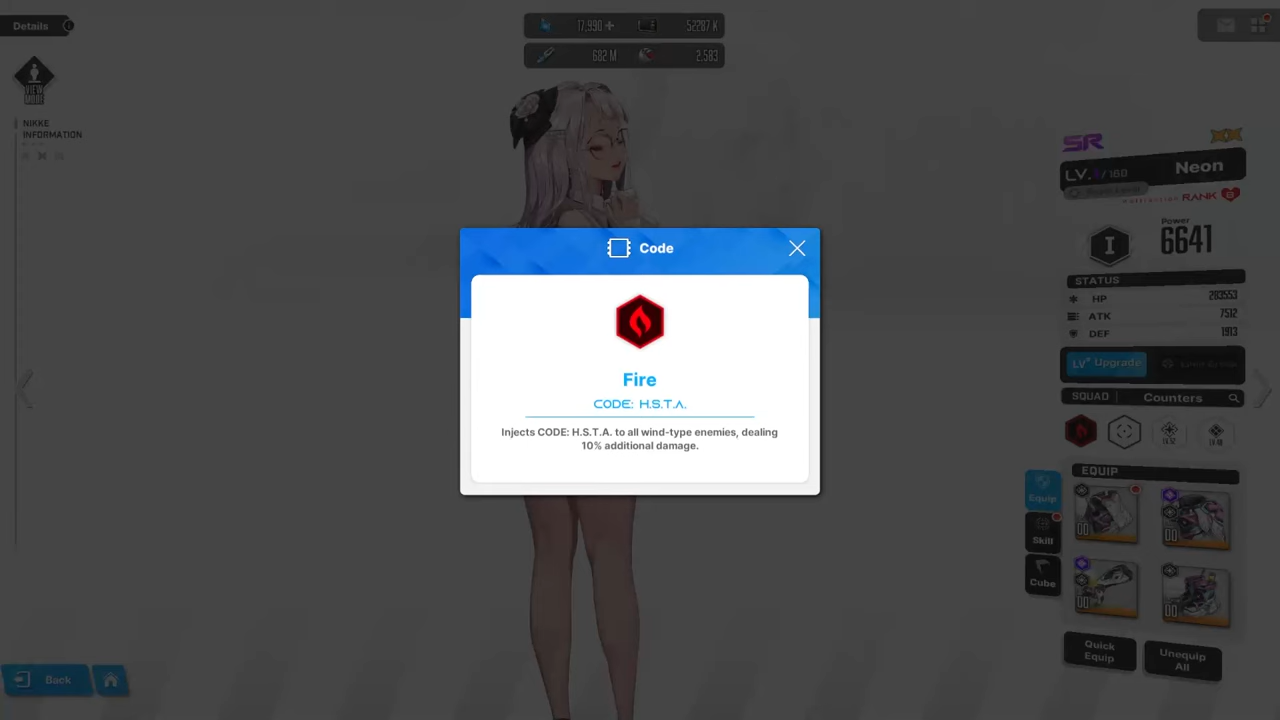 Details
17,990 +
52287 K
682 M
2,583
VIEW
MODE
NIKKE
INFORMATION
SR
LV. / 160
Neon
RANK
Power
6641
I
STATUS
HP 283553
ATK 7512
DEF 1913
LV Upgrade
SQUAD Counters
Code
Fire
CODE: H.S.T.A.
Injects CODE: H.S.T.A. to all wind-type enemies, dealing
10% additional damage.
EQUIP
Equip
Skill
Cube
Quick
Equip
Unequip
All
Back